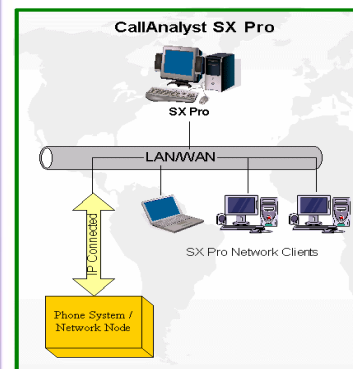 CallAnalyst SX Pro
SX Pro
LAN/WAN
IP Connected
SX Pro Network Clients
Phone System /
Network Node